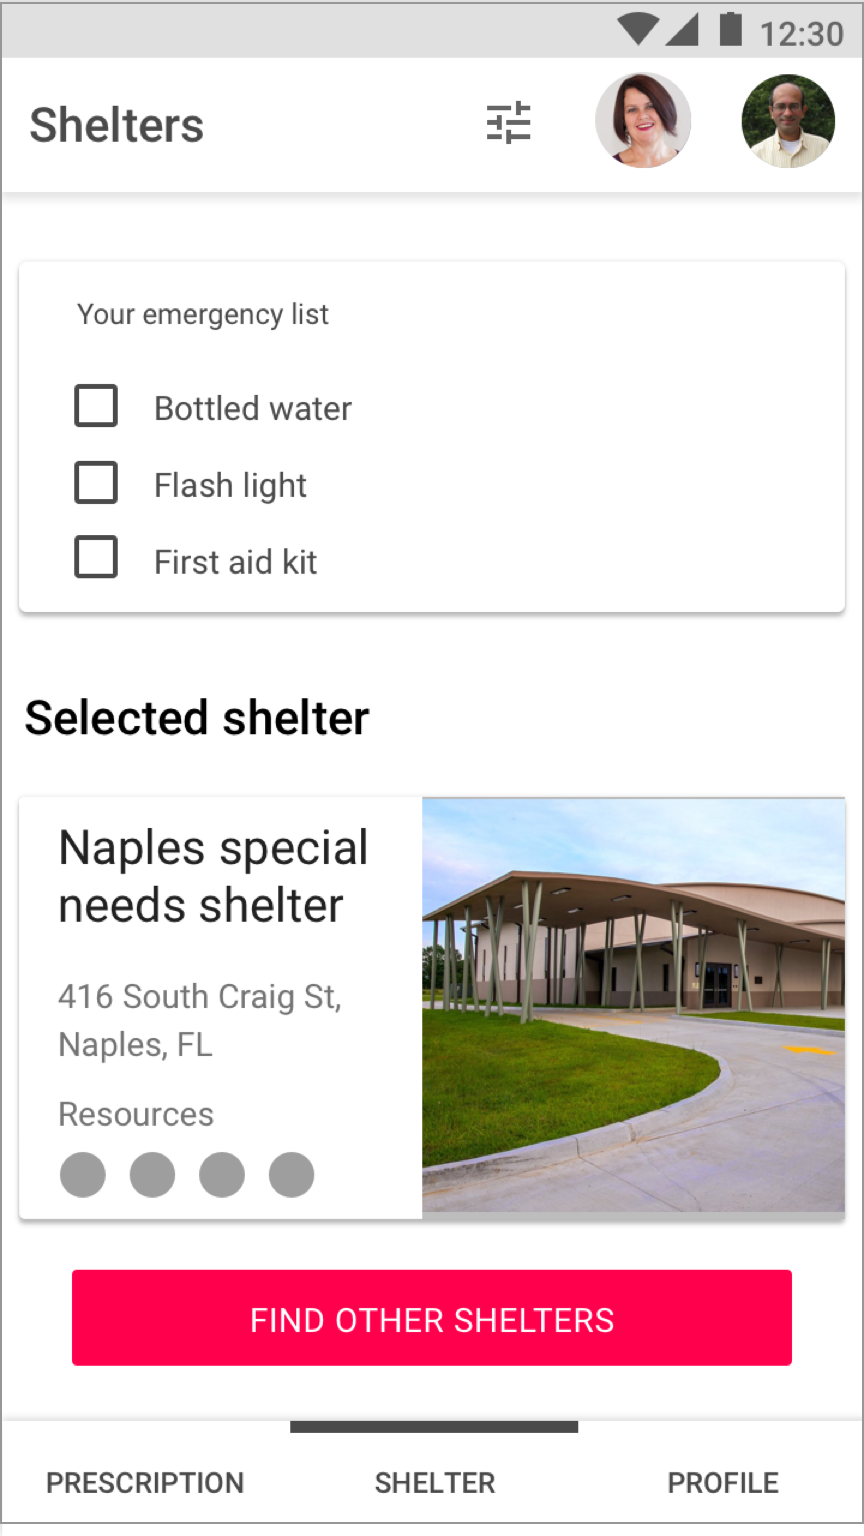 12:30
Shelters
Your emergency list
Bottled water
Flash light
First aid kit
Selected shelter
Naples special
needs shelter
416 South Craig St,
Naples, FL
Resources
FIND OTHER SHELTERS
PRESCRIPTION
SHELTER
PROFILE